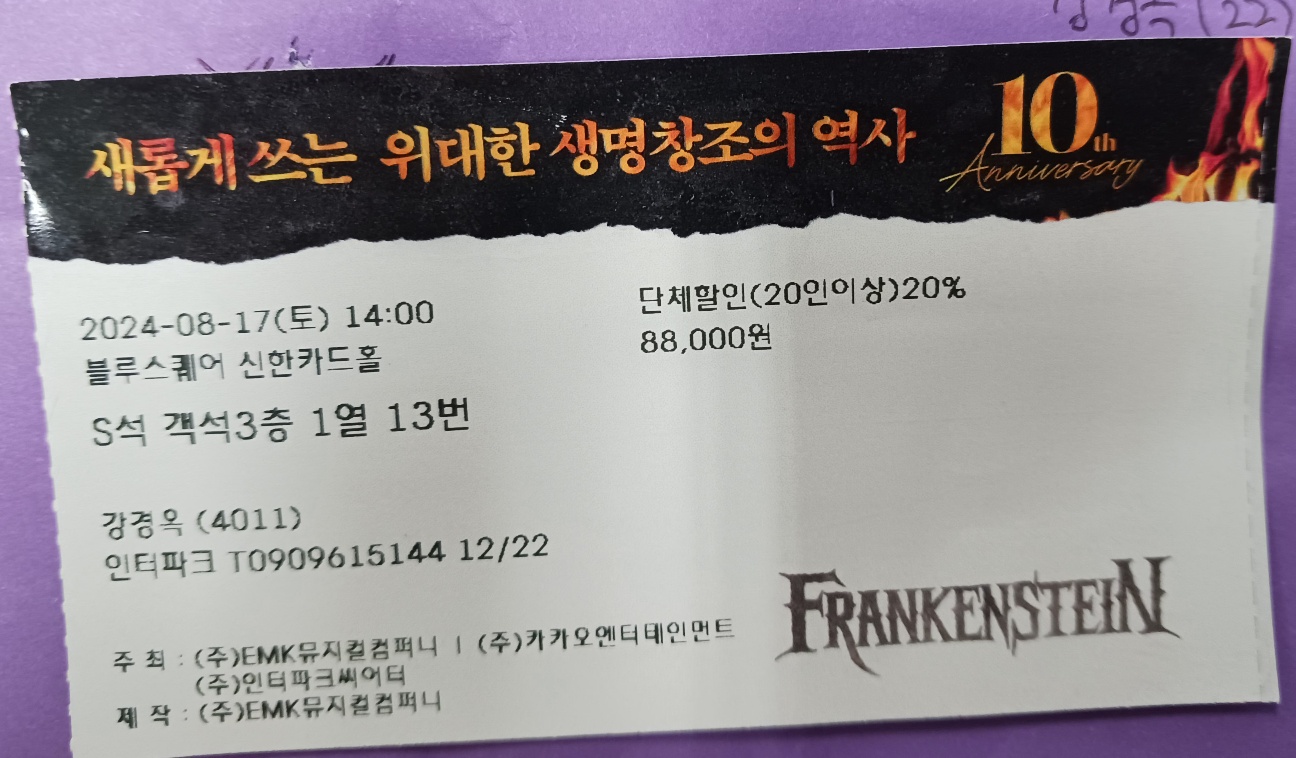 (22)
새롭게 쓰는 위대한 생명창조의 역사
10th
Anniversary
2024-08-17(토) 14:00
블루스퀘어 신한카드홀
S석 객석3층 1열 13번
단체할인(20인이상)20%
88,000원
강경옥 (4011)
인터파크 T0909615144 12/22
주 최 : (주)EMK뮤지컬컴퍼니 | (주)카카오엔터테인먼트
(주)인터파크씨어터
제 작 : (주)EMK뮤지컬컴퍼니
FRANKENSTEIN